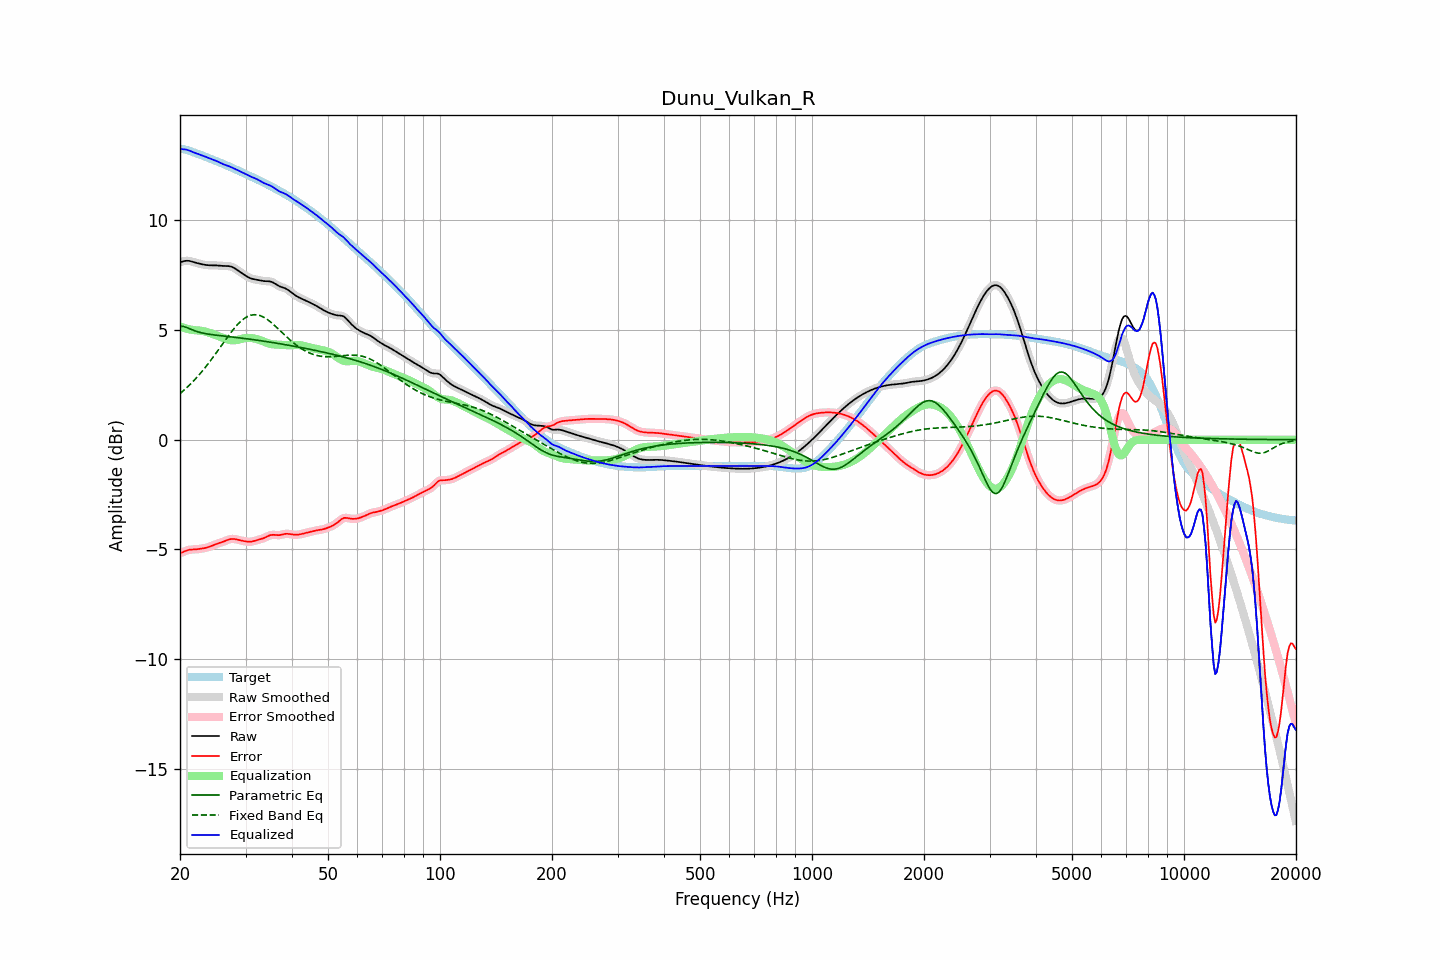 Dunu_Vulkan_R
Amplitude (dBr)
10
5
0
−5
−10
−15
Target
Raw Smoothed
Error Smoothed
Raw
Error
Equalization
Parametric Eq
Fixed Band Eq
Equalized
20 50 100 200 500 1000 2000 5000 10000 20000
Frequency (Hz)